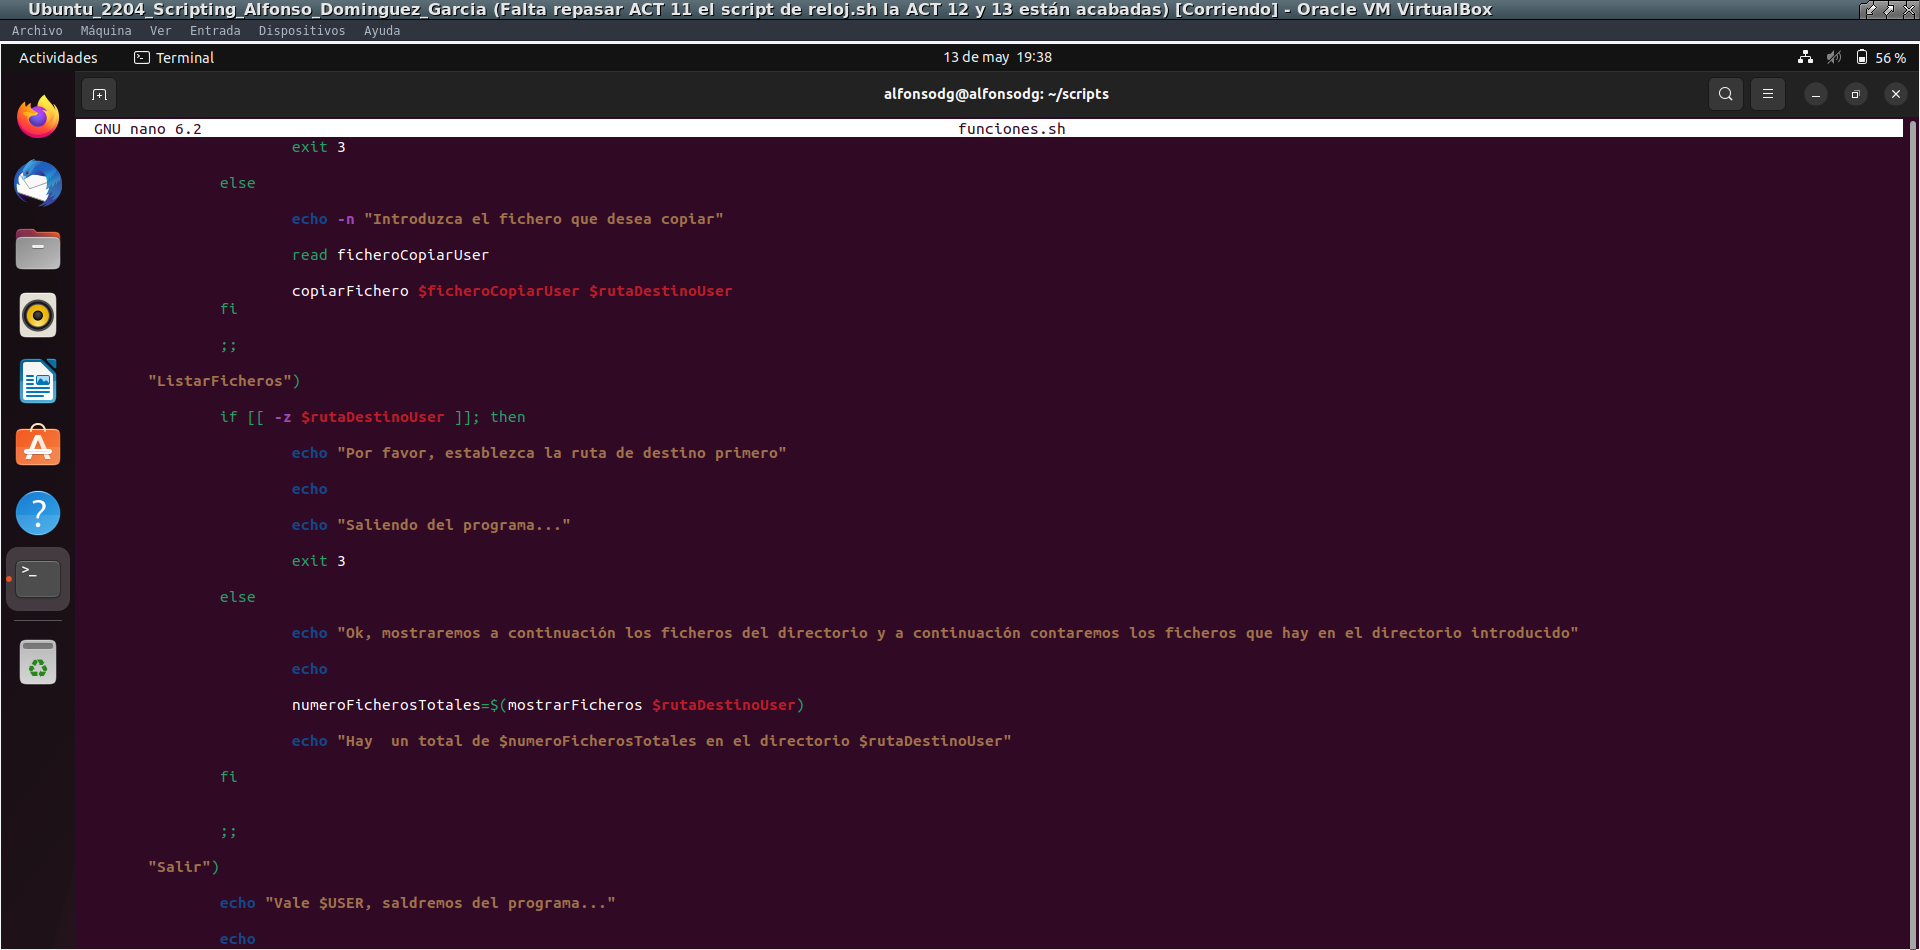 Ubuntu_2204_Scripting_Alfonso_Dominguez_Garcia (Falta repasar ACT 11 el script de reloj.sh la ACT 12 y 13 están acabadas) [Corriendo] - Oracle VM VirtualBox
Archivo Máquina Ver Entrada Dispositivos Ayuda
Actividades Terminal 13 de may 19:38 56 %
alfonsodg@alfonsodg: ~/scripts
GNU nano 6.2 funciones.sh
exit 3
else
echo -n "Introduzca el fichero que desea copiar"
read ficheroCopiarUser
copiarFichero $ficheroCopiarUser $rutaDestinoUser
fi
;;
"ListarFicheros")
if [[ -z $rutaDestinoUser ]]; then
echo "Por favor, establezca la ruta de destino primero"
echo
echo "Saliendo del programa..."
exit 3
else
echo "Ok, mostraremos a continuación los ficheros del directorio y a continuación contaremos los ficheros que hay en el directorio introducido"
echo
numeroFicherosTotales=$(mostrarFicheros $rutaDestinoUser)
echo "Hay  un total de $numeroFicherosTotales en el directorio $rutaDestinoUser"
fi
;;
"Salir")
echo "Vale $USER, saldremos del programa..."
echo